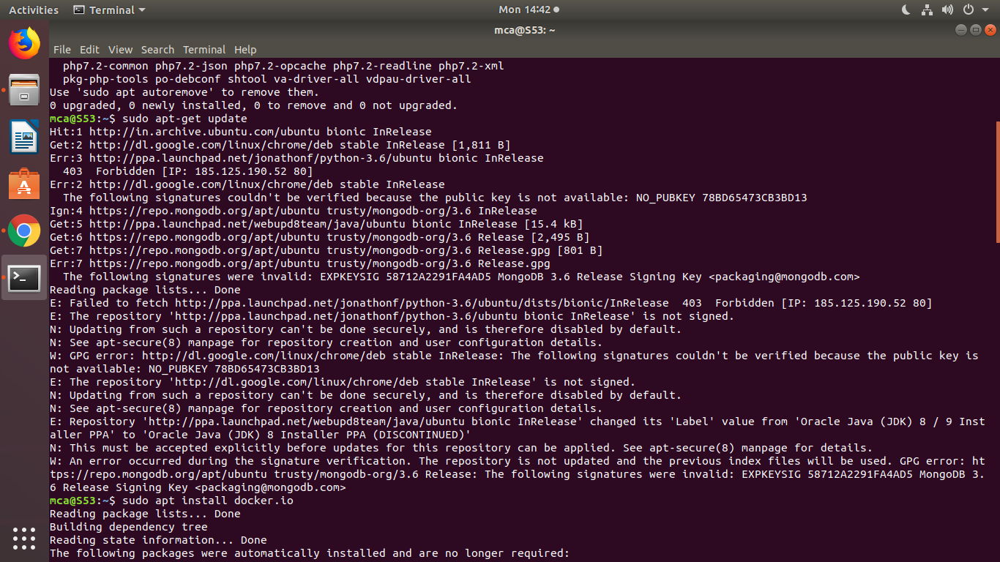 Activities
Terminal
Mon 14:42
mca@S53: ~
File Edit View Search Terminal Help
php7.2-common php7.2-json php7.2-opcache php7.2-readline php7.2-xml
pkg-php-tools po-debconf shtool va-driver-all vdpau-driver-all
Use 'sudo apt autoremove' to remove them.
0 upgraded, 0 newly installed, 0 to remove and 0 not upgraded.
mca@S53:~$ sudo apt-get update
Hit:1 http://in.archive.ubuntu.com/ubuntu bionic InRelease
Get:2 http://dl.google.com/linux/chrome/deb stable InRelease [1,811 B]
Err:3 http://ppa.launchpad.net/jonathonf/python-3.6/ubuntu bionic InRelease
403  Forbidden [IP: 185.125.190.52 80]
Err:2 http://dl.google.com/linux/chrome/deb stable InRelease
The following signatures couldn't be verified because the public key is not available: NO_PUBKEY 78BD65473CB3BD13
Ign:4 https://repo.mongodb.org/apt/ubuntu trusty/mongodb-org/3.6 InRelease
Get:5 http://ppa.launchpad.net/webupd8team/java/ubuntu bionic InRelease [15.4 kB]
Get:6 https://repo.mongodb.org/apt/ubuntu trusty/mongodb-org/3.6 Release [2,495 B]
Get:7 https://repo.mongodb.org/apt/ubuntu trusty/mongodb-org/3.6 Release.gpg [801 B]
Err:7 https://repo.mongodb.org/apt/ubuntu trusty/mongodb-org/3.6 Release.gpg
The following signatures were invalid: EXPKEYSIG 58712A2291FA4AD5 MongoDB 3.6 Release Signing Key <packaging@mongodb.com>
Reading package lists... Done
E: Failed to fetch http://ppa.launchpad.net/jonathonf/python-3.6/ubuntu/dists/bionic/InRelease  403  Forbidden [IP: 185.125.190.52 80]
E: The repository 'http://ppa.launchpad.net/jonathonf/python-3.6/ubuntu bionic InRelease' is not signed.
N: Updating from such a repository can't be done securely, and is therefore disabled by default.
N: See apt-secure(8) manpage for repository creation and user configuration details.
W: GPG error: http://dl.google.com/linux/chrome/deb stable InRelease: The following signatures couldn't be verified because the public key is
not available: NO_PUBKEY 78BD65473CB3BD13
E: The repository 'http://dl.google.com/linux/chrome/deb stable InRelease' is not signed.
N: Updating from such a repository can't be done securely, and is therefore disabled by default.
N: See apt-secure(8) manpage for repository creation and user configuration details.
E: Repository 'http://ppa.launchpad.net/webupd8team/java/ubuntu bionic InRelease' changed its 'Label' value from 'Oracle Java (JDK) 8 / 9 Inst
aller PPA' to 'Oracle Java (JDK) 8 Installer PPA (DISCONTINUED)'
N: This must be accepted explicitly before updates for this repository can be applied. See apt-secure(8) manpage for details.
W: An error occurred during the signature verification. The repository is not updated and the previous index files will be used. GPG error: ht
tps://repo.mongodb.org/apt/ubuntu trusty/mongodb-org/3.6 Release: The following signatures were invalid: EXPKEYSIG 58712A2291FA4AD5 MongoDB 3.
6 Release Signing Key <packaging@mongodb.com>
mca@S53:~$ sudo apt install docker.io
Reading package lists... Done
Building dependency tree
Reading state information... Done
The following packages were automatically installed and are no longer required: